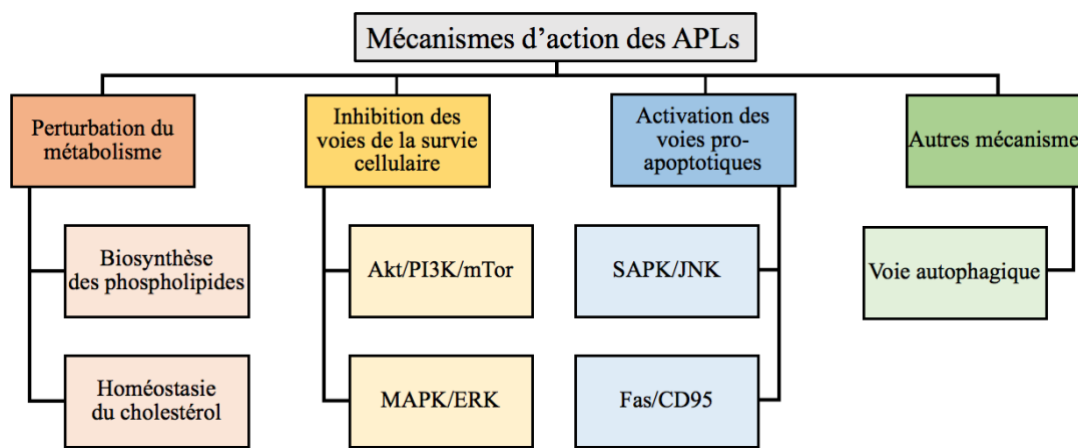 Mécanismes d’action des APLs
Perturbation du
métabolisme
Inhibition des
voies de la survie
cellulaire
Activation des
voies pro-
apoptotiques
Autres mécanisme
Biosynthèse
des phospholipides
Akt/PI3K/mTor
SAPK/JNK
Voie autophagique
Homéostasie
du cholestérol
MAPK/ERK
Fas/CD95